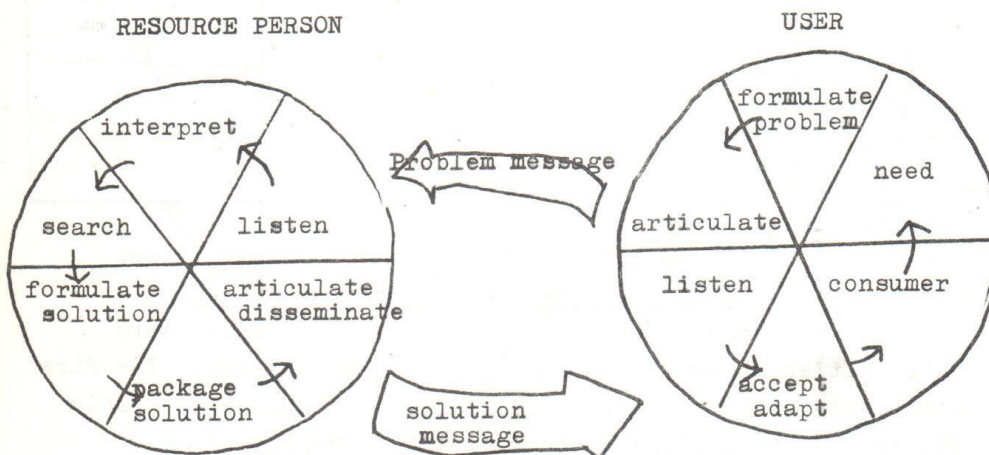 RESOURCE PERSON
USER
interpret
search
listen
formulate
solution
articulate
disseminate
package
solution
Problem message
solution
message
formulate
problem
need
articulate
listen
consumer
accept
adapt